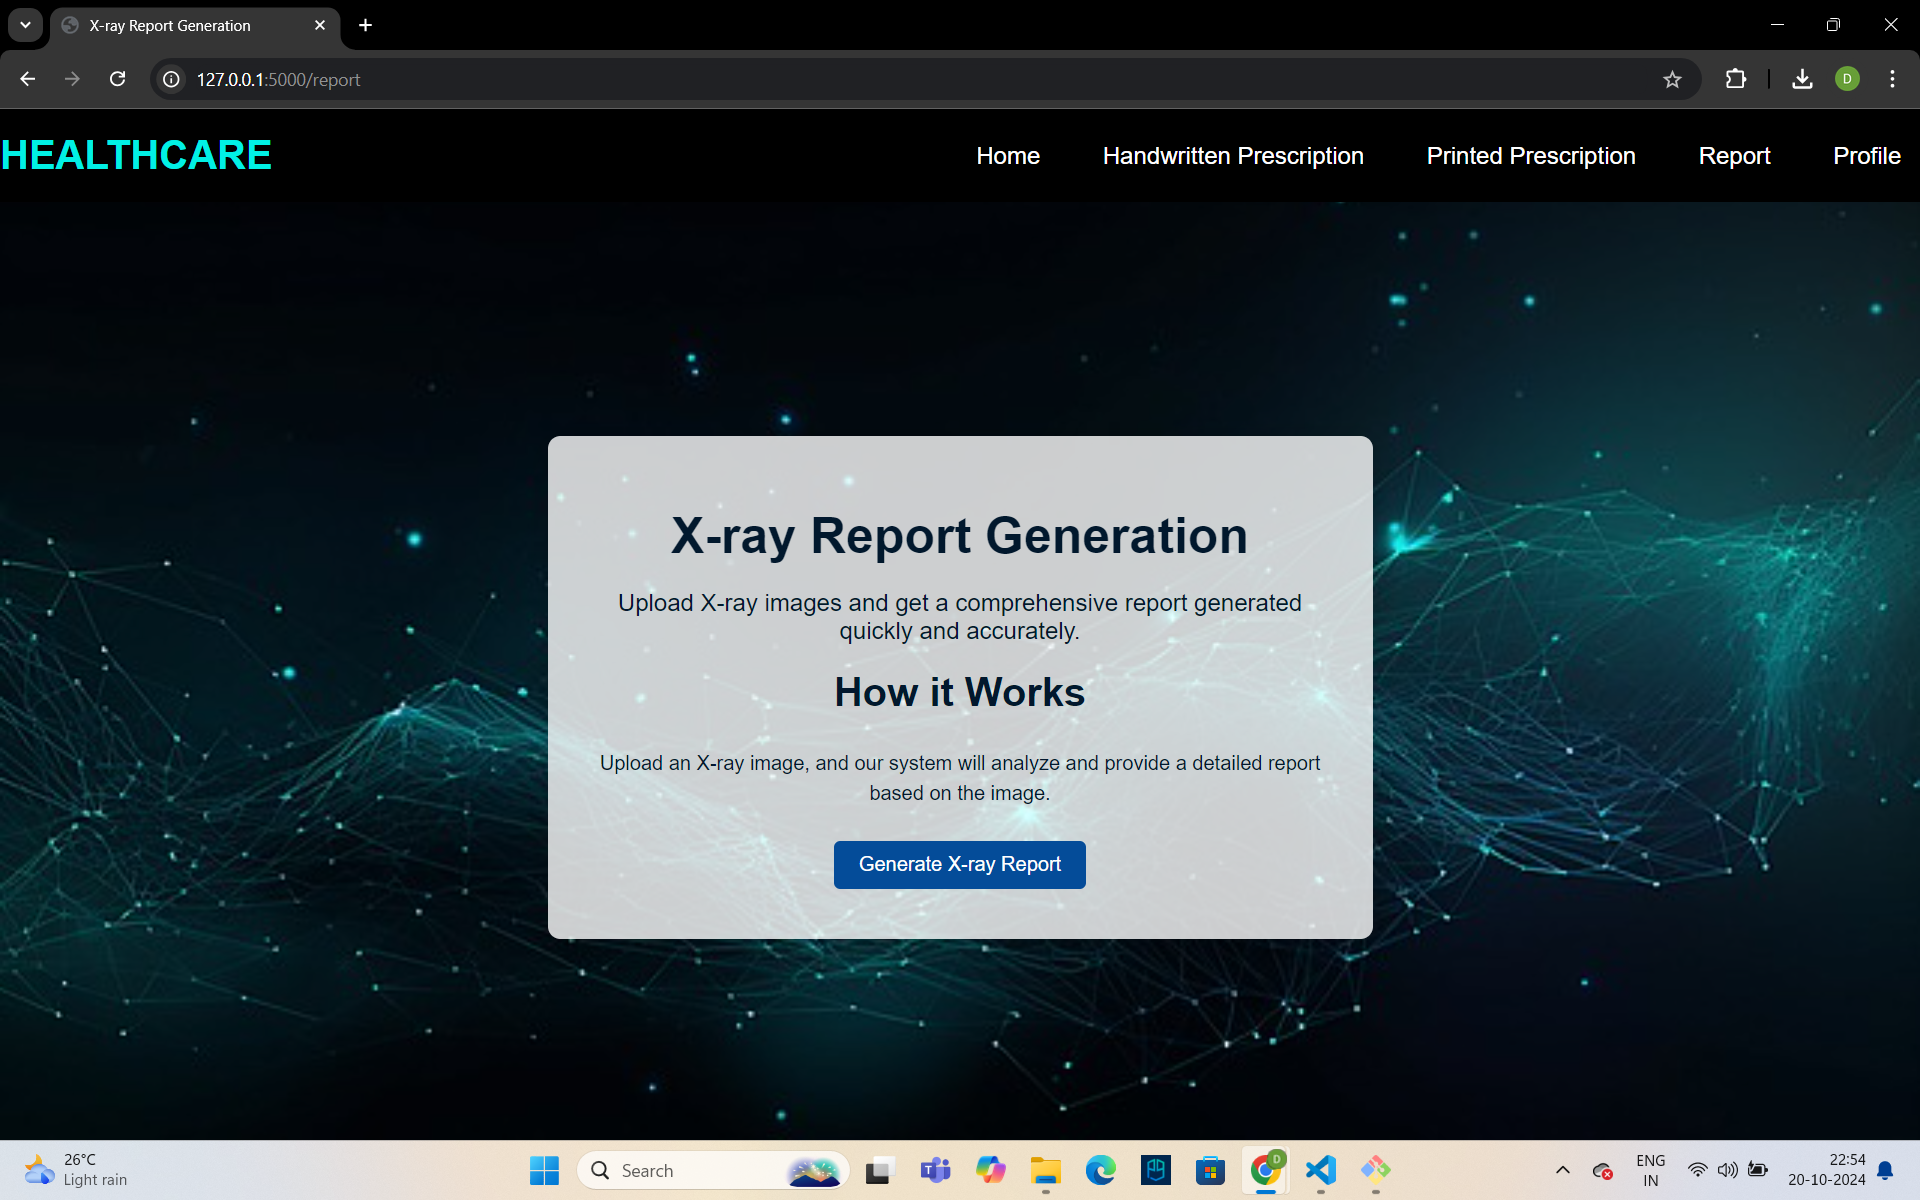 X-ray Report Generation
127.0.0.1:5000/report
D
HEALTHCARE
Home
Handwritten Prescription
Printed Prescription
Report
Profile
X-ray Report Generation
Upload X-ray images and get a comprehensive report generated
quickly and accurately.
How it Works
Upload an X-ray image, and our system will analyze and provide a detailed report
based on the image.
Generate X-ray Report
26°C
Light rain
Search
D
ENG
IN
22:54
20-10-2024